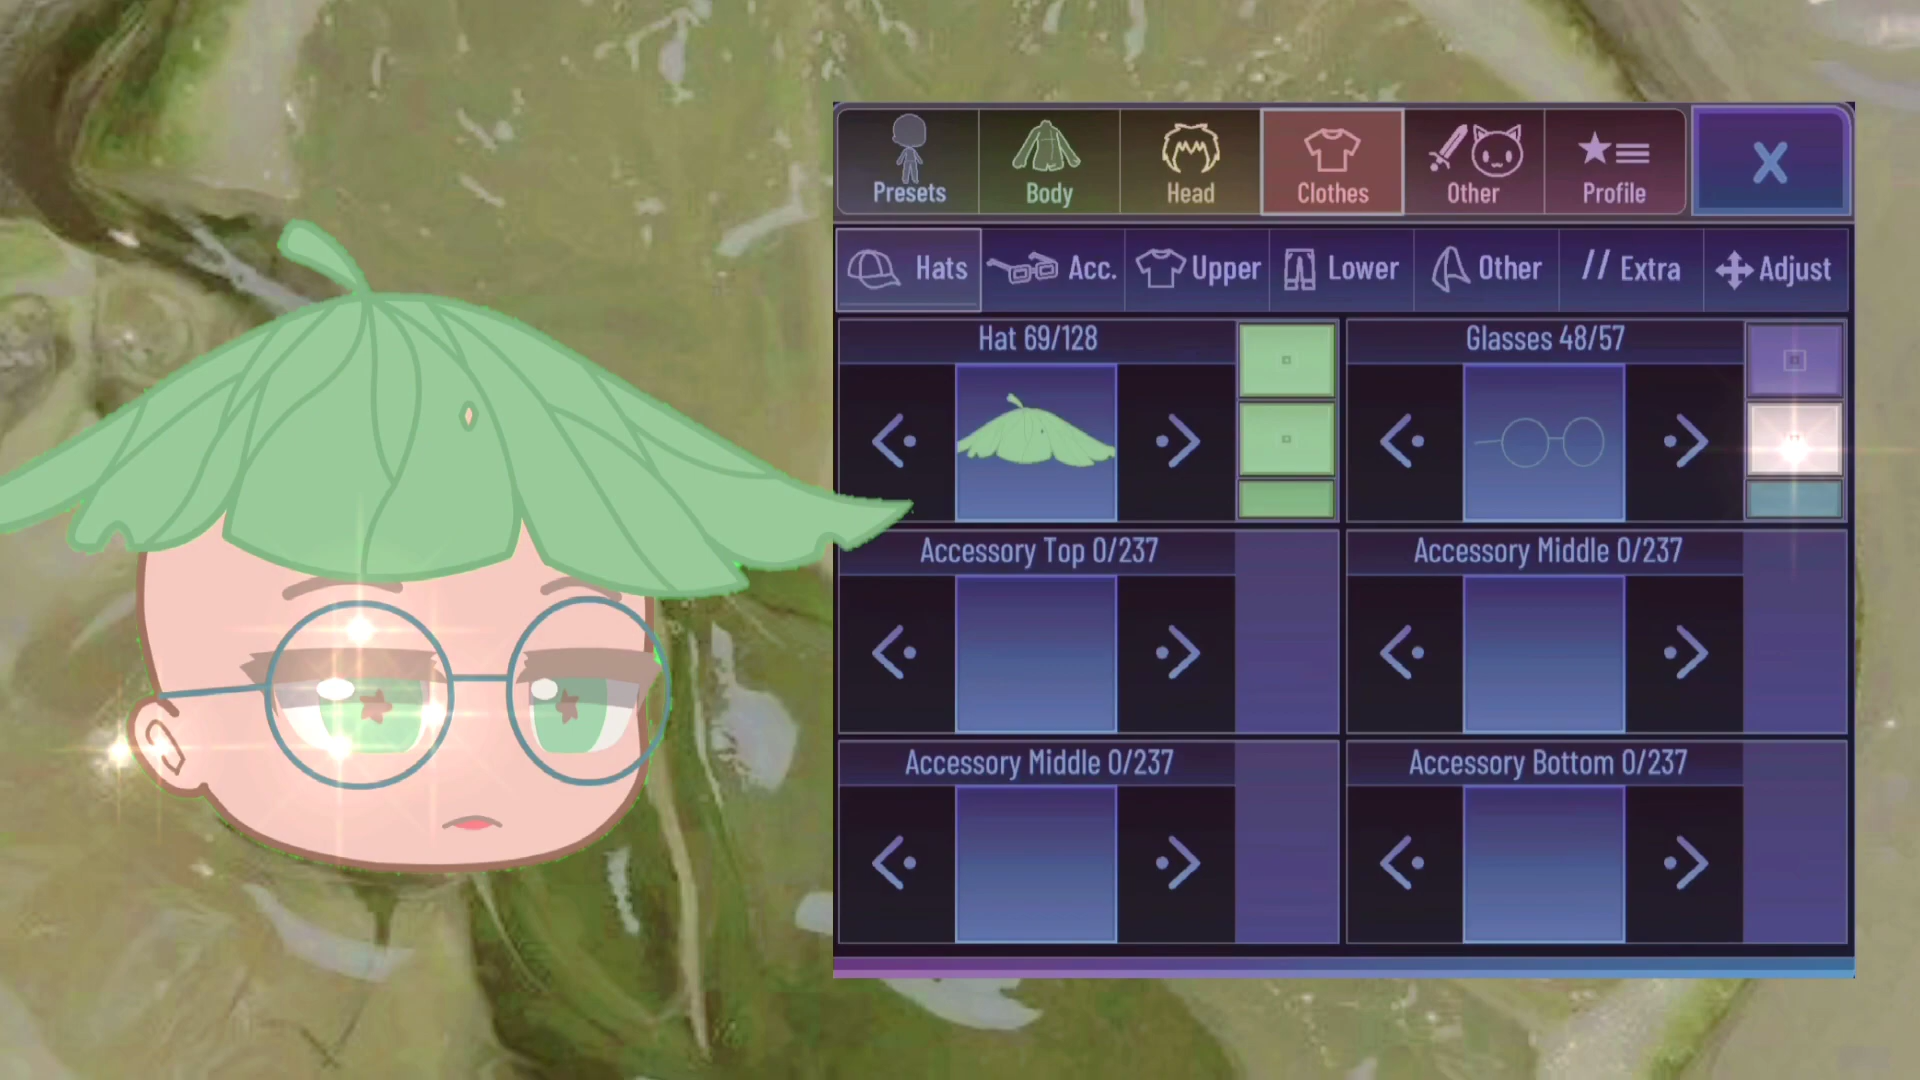 Presets
Body
Head
Clothes
Other
Profile
X
Hats
Acc.
Upper
Lower
Other
// Extra
Adjust
Hat 69/128
Glasses 48/57
Accessory Top 0/237
Accessory Middle 0/237
Accessory Middle 0/237
Accessory Bottom 0/237